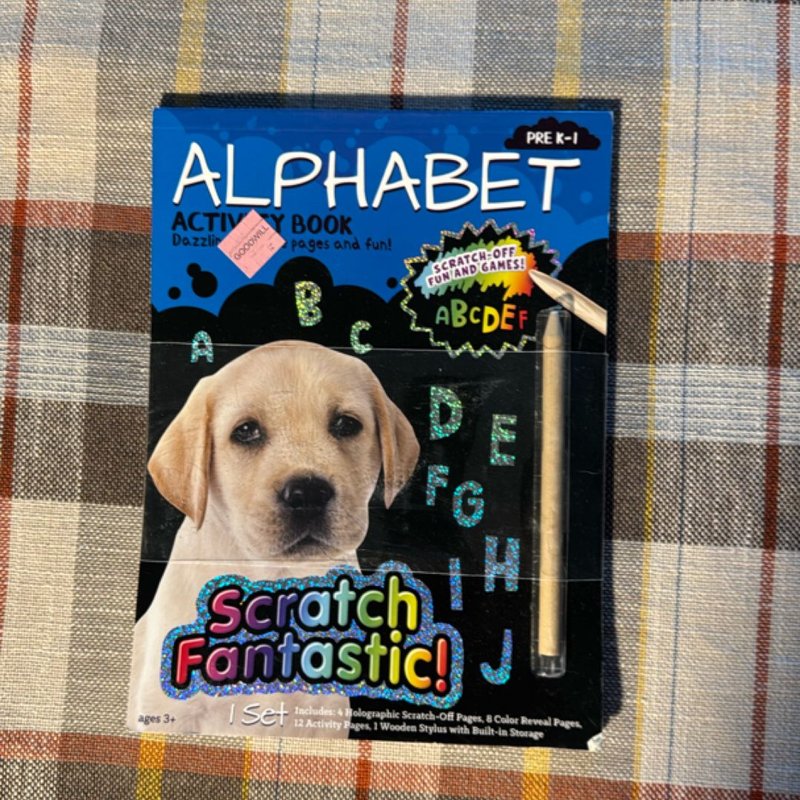 PRE K-1
ALPHABET
ACTIVITY BOOK
pages and fun!
GOODWILL
SCRATCH-OFF
FUN AND GAMES!
ABCDEF
A
B
C
D
E
F
G
H
I
J
Scratch
Fantastic!
ages 3+
1 Set
Includes: 4 Holographic Scratch-Off Pages, 8 Color Reveal Pages,
12 Activity Pages, 1 Wooden Stylus with Built-in Storage